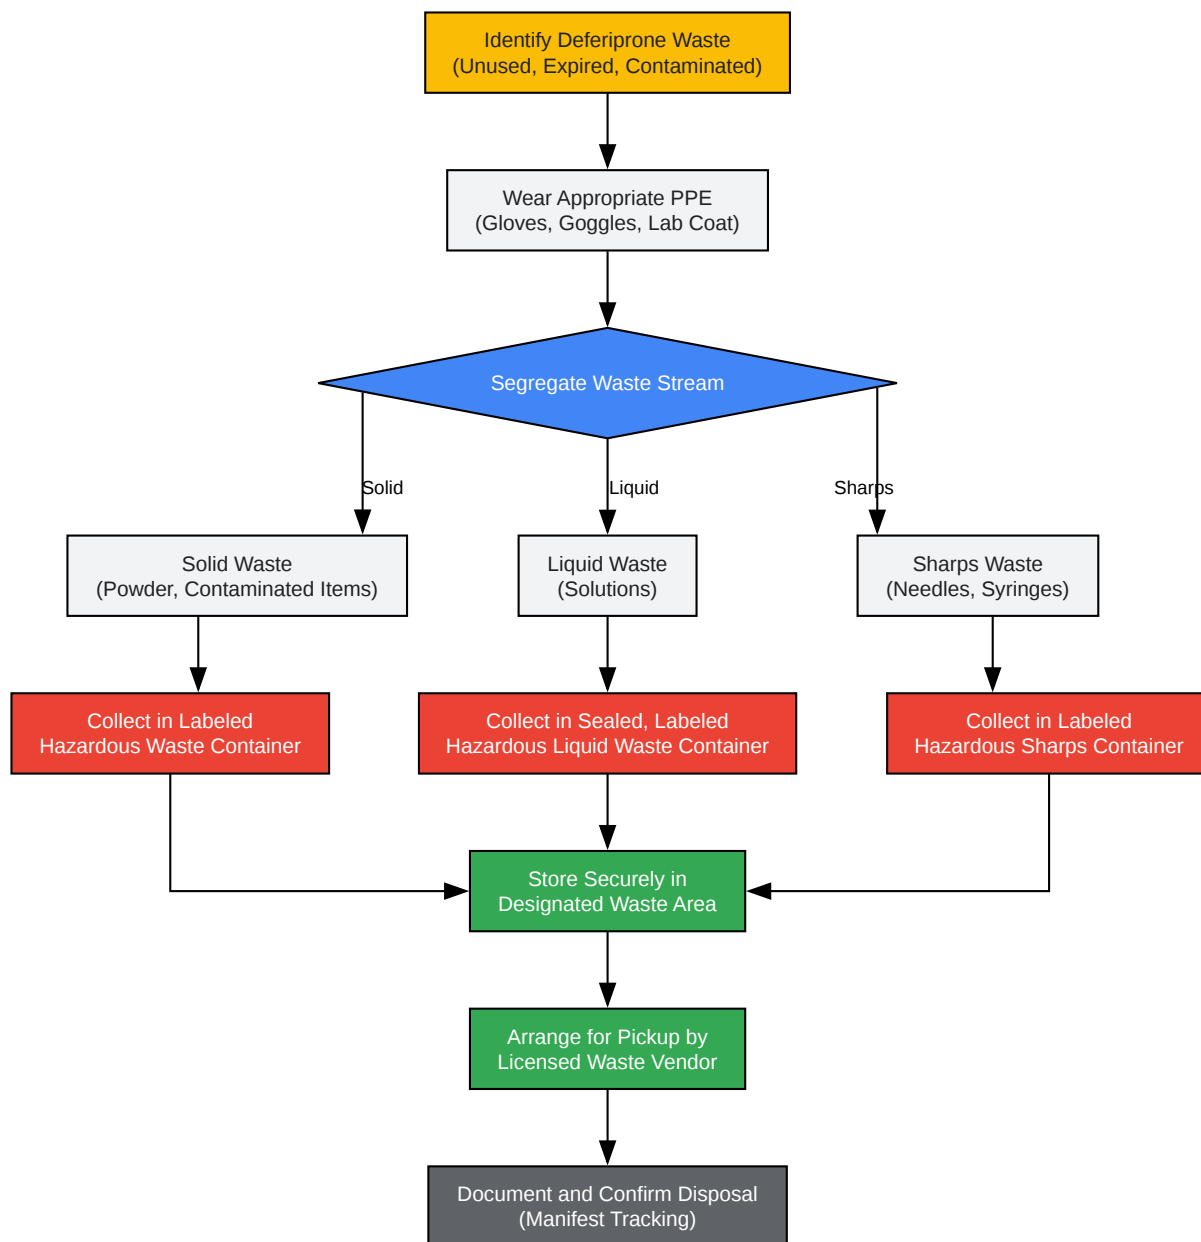 Identify Deferiprone Waste
(Unused, Expired, Contaminated)
Wear Appropriate PPE
(Gloves, Goggles, Lab Coat)
Segregate Waste Stream
Solid
Liquid
Sharps
Solid Waste
(Powder, Contaminated Items)
Liquid Waste
(Solutions)
Sharps Waste
(Needles, Syringes)
Collect in Labeled
Hazardous Waste Container
Collect in Sealed, Labeled
Hazardous Liquid Waste Container
Collect in Labeled
Hazardous Sharps Container
Store Securely in
Designated Waste Area
Arrange for Pickup by
Licensed Waste Vendor
Document and Confirm Disposal
(Manifest Tracking)